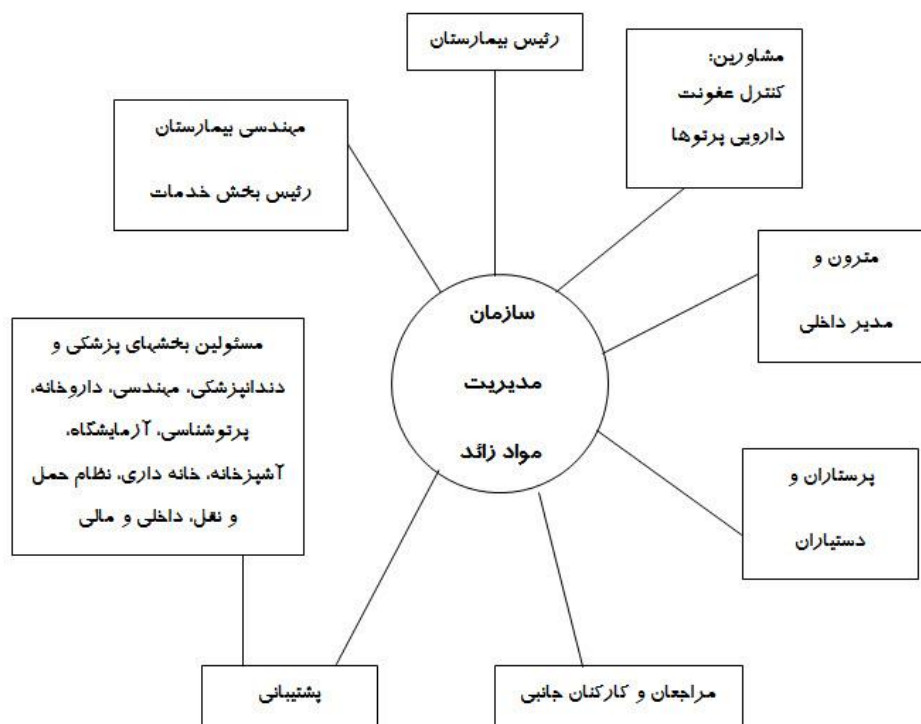 رئیس بیمارستان
مشاورین:
کنترل عفونت
دارویی پرتوها
مهندسی بیمارستان
رئیس بخش خدمات
مترون و
مدیر داخلی
سازمان
مدیریت
مواد زائد
مسئولین بخشهای پزشکی و
دندانپزشکی، مهندسی، داروخانه،
پرتوشناسی، آزمایشگاه،
آشپزخانه، خانه داری، نظام حمل
و نقل، داخلی و مالی
پرستاران و
دستیاران
پشتیبانی
مراجعان و کارکنان جانبی